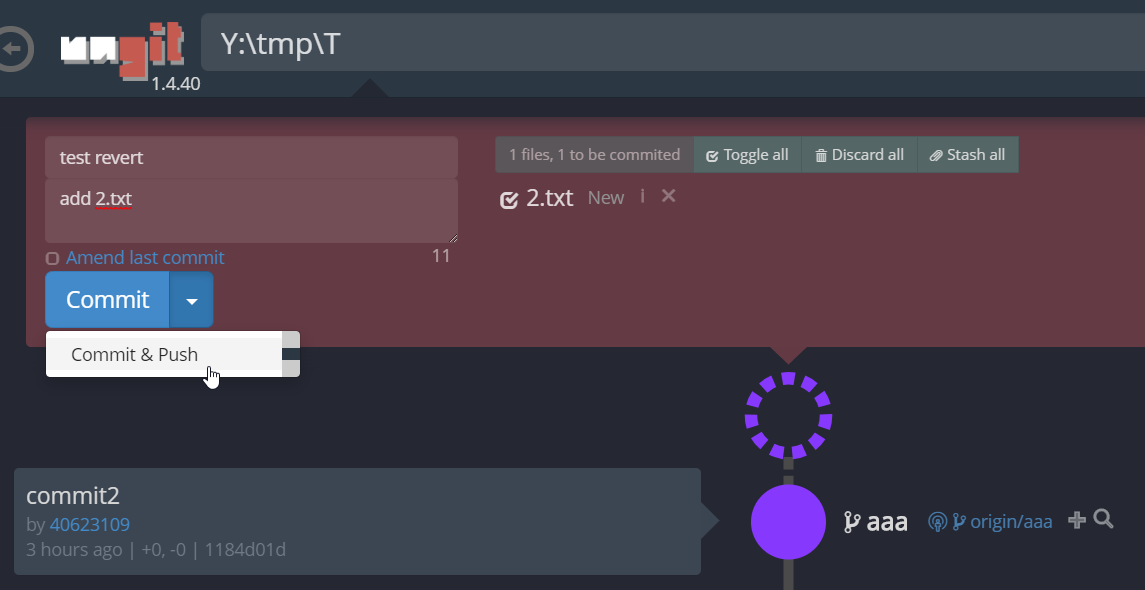 ungit
1.4.40
Y:\tmp\T
test revert
add 2.txt
Amend last commit
11
Commit
Commit & Push
1 files, 1 to be commited
Toggle all
Discard all
Stash all
2.txt New i
commit2
by 40623109
3 hours ago | +0, -0 | 1184d01d
aaa
origin/aaa